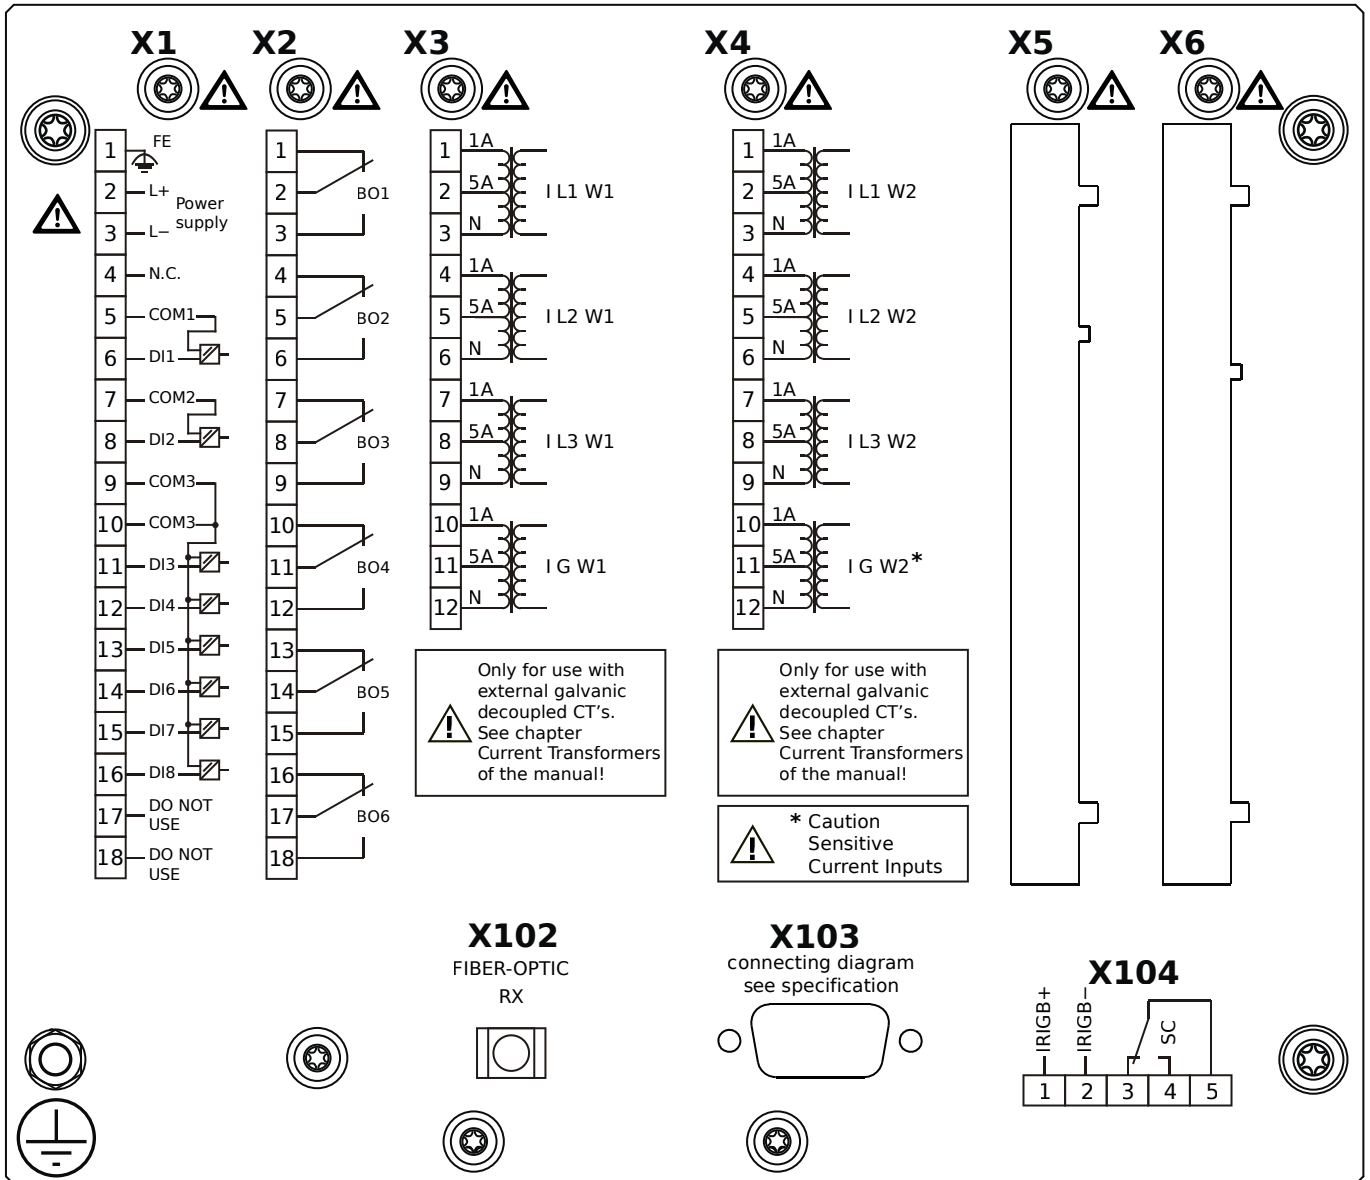 X1
X2
X3
X4
X5
X6
1
FE
2
L+
Power
supply
3
L−
4
N.C.
5
COM1
6
DI1
7
COM2
8
DI2
9
COM3
10
COM3
11
DI3
12
DI4
13
DI5
14
DI6
15
DI7
16
DI8
17
DO NOT
USE
18
DO NOT
USE
1
2
BO1
3
4
5
BO2
6
7
8
BO3
9
10
11
BO4
12
13
14
BO5
15
16
17
BO6
18
1
1A
2
5A
I L1 W1
3
N
4
1A
5
5A
I L2 W1
6
N
7
1A
8
5A
I L3 W1
9
N
10
1A
11
5A
I G W1
12
N
Only for use with
external galvanic
decoupled CT's.
See chapter
Current Transformers
of the manual!
1
1A
2
5A
I L1 W2
3
N
4
1A
5
5A
I L2 W2
6
N
7
1A
8
5A
I L3 W2
9
N
10
1A
11
5A
I G W2*
12
N
Only for use with
external galvanic
decoupled CT's.
See chapter
Current Transformers
of the manual!
* Caution
Sensitive
Current Inputs
X102
FIBER-OPTIC
RX
X103
connecting diagram
see specification
X104
IRIGB+
IRIGB−
SC
1 2 3 4 5